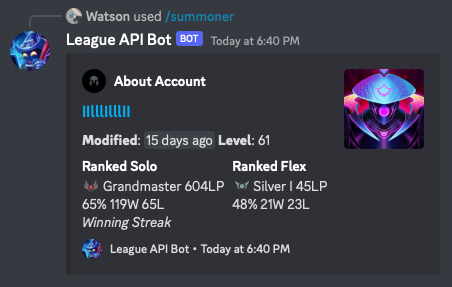 Watson used /summoner
League API Bot BOT Today at 6:40 PM
About Account
Modified: 15 days ago Level: 61
Ranked Solo
Grandmaster 604LP
65% 119W 65L
Winning Streak
Ranked Flex
Silver I 45LP
48% 21W 23L
League API Bot • Today at 6:40 PM